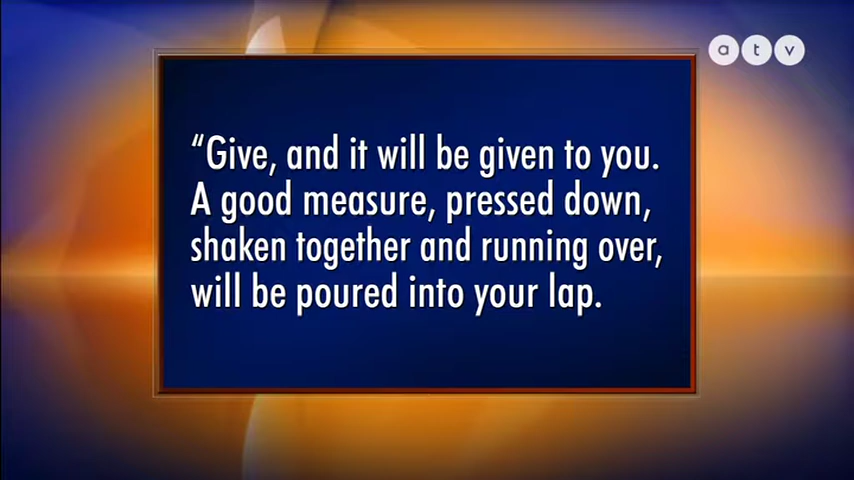 atv
“Give, and it will be given to you.
A good measure, pressed down,
shaken together and running over,
will be poured into your lap.